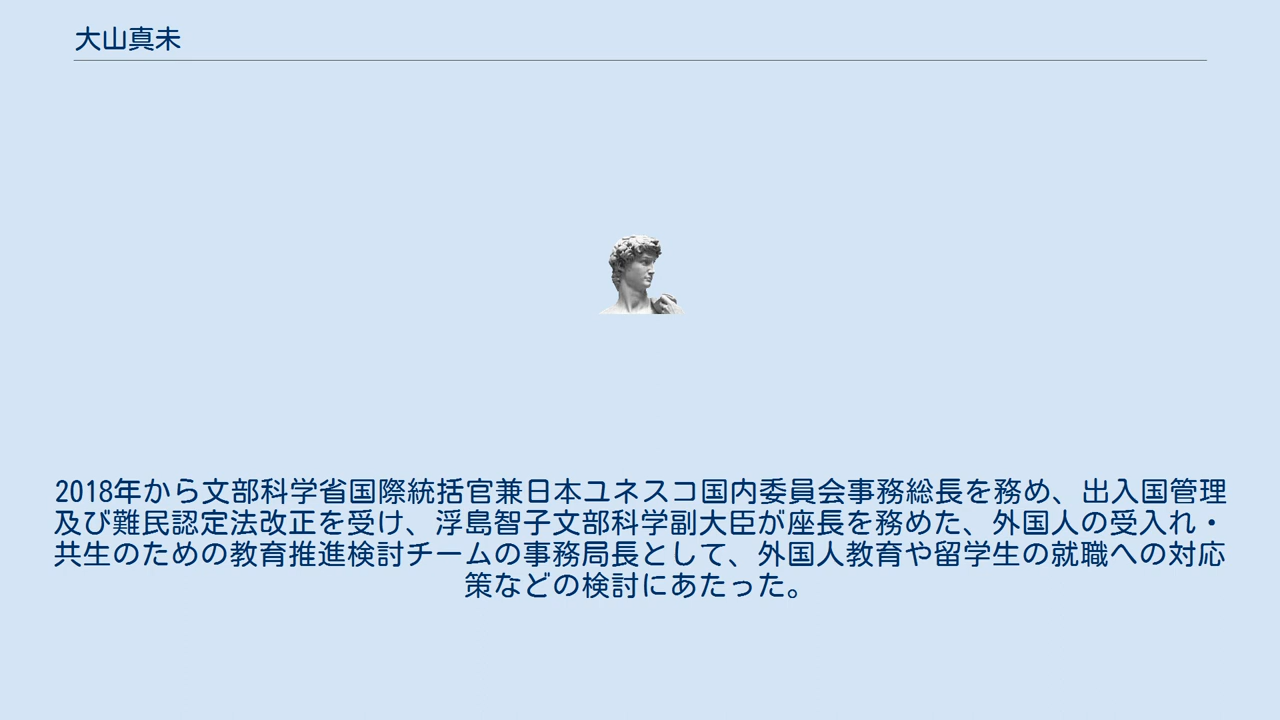 大山真未
2018年から文部科学省国際統括官兼日本ユネスコ国内委員会事務総長を務め、出入国管理
及び難民認定法改正を受け、浮島智子文部科学副大臣が座長を務めた、外国人の受入れ・
共生のための教育推進検討チームの事務局長として、外国人教育や留学生の就職への対応
策などの検討にあたった。